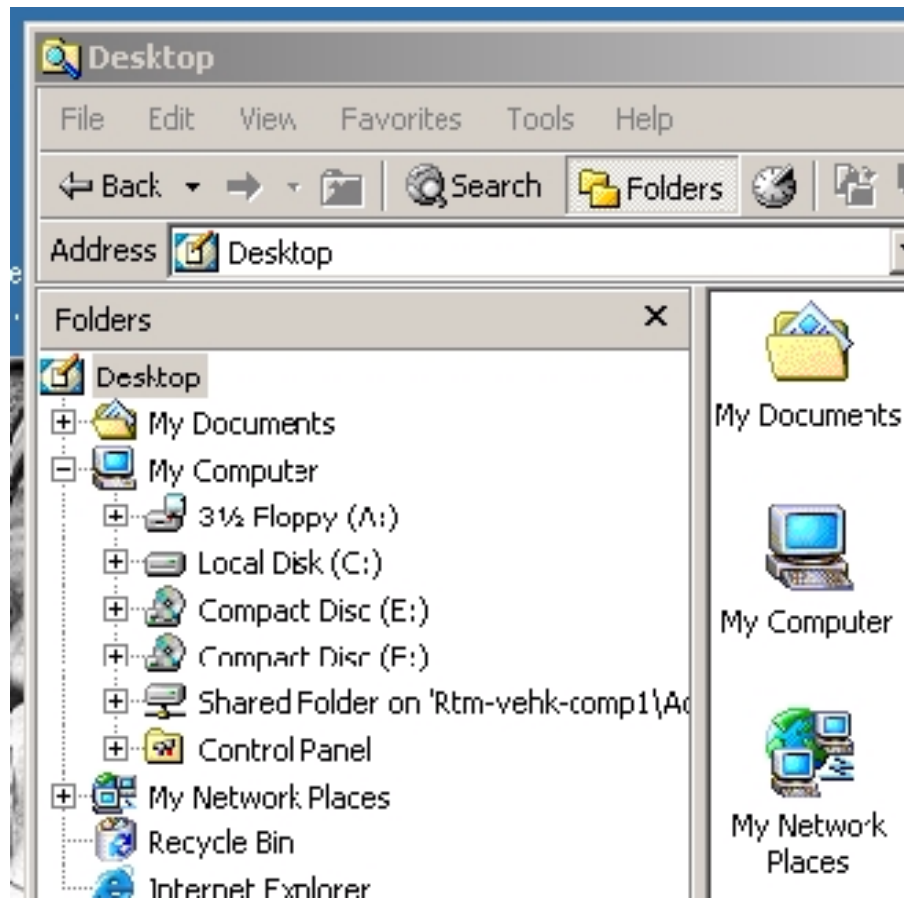 Desktop
File Edit View Favorites Tools Help
Back Search Folders
Address Desktop
Folders
Desktop
My Documents
My Computer
3½ Floppy (A:)
Local Disk (C:)
Compact Disc (E:)
Compact Disc (F:)
Shared Folder on 'Rtm-vehk-comp1\Ac
Control Panel
My Network Places
Recycle Bin
Internet Explorer
My Documents
My Computer
My Network
Places